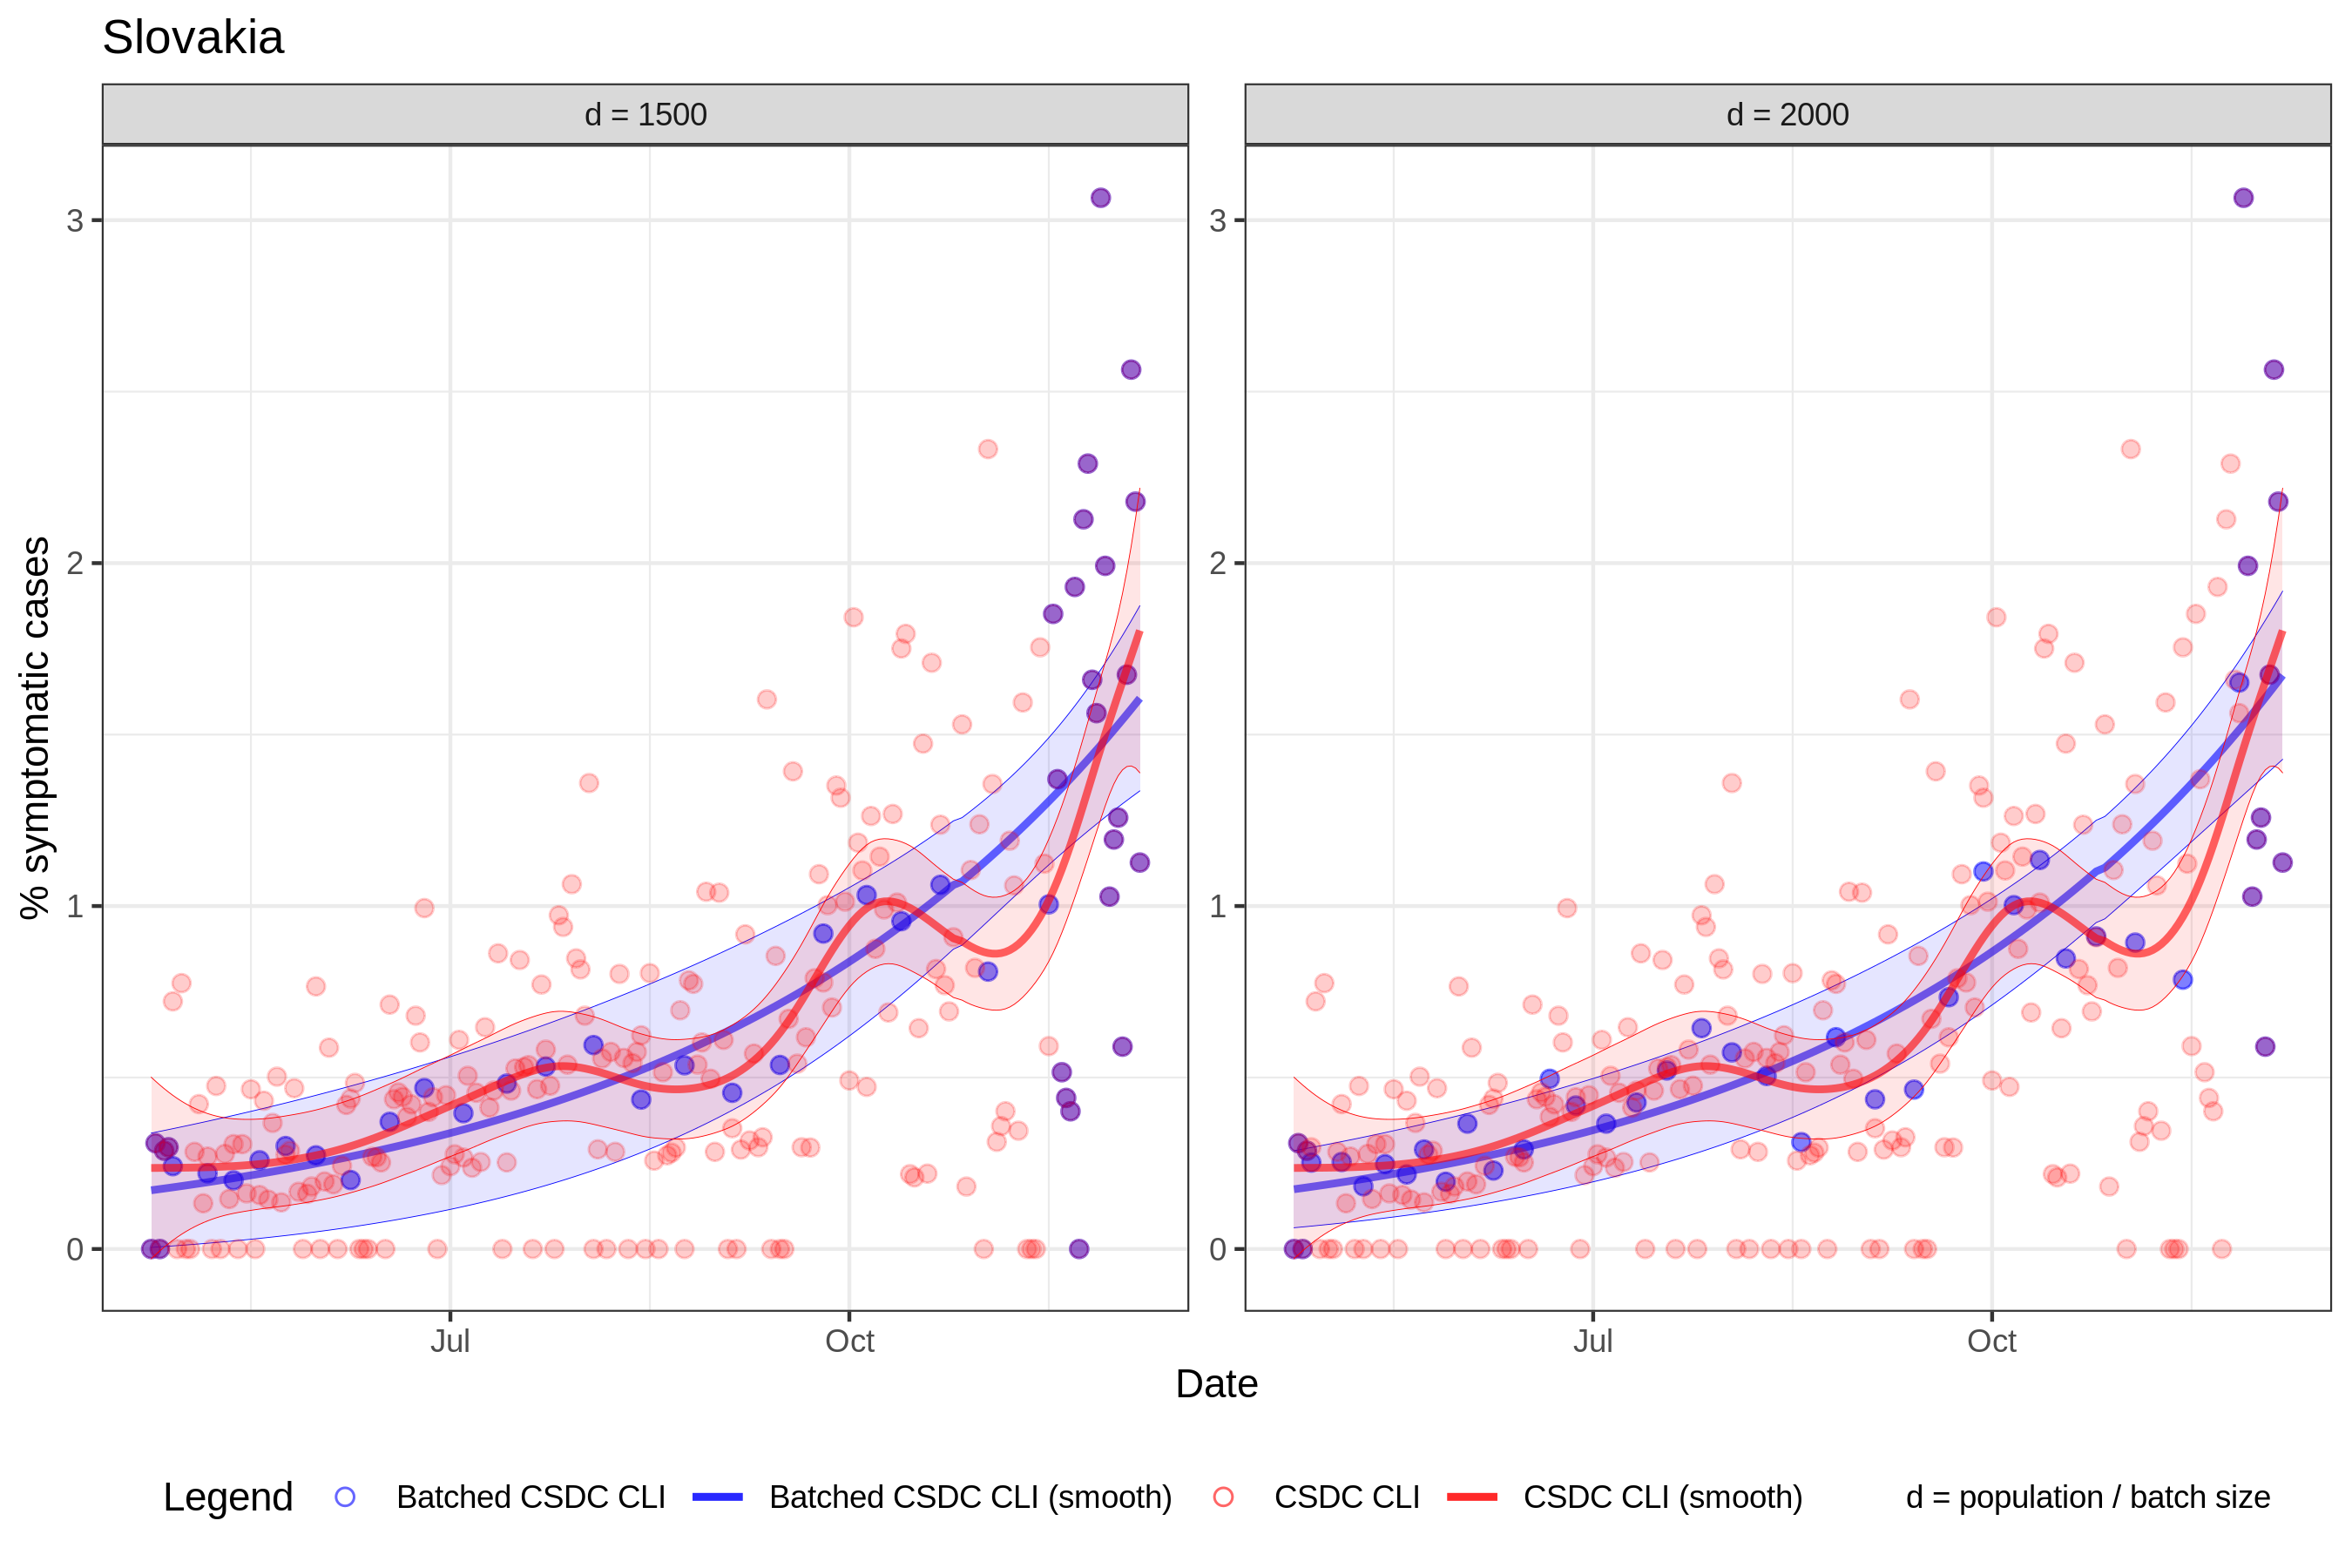 Slovakia
d = 1500
d = 2000
% symptomatic cases
3
2
1
0
3
2
1
0
Jul
Oct
Jul
Oct
Date
Legend
Batched CSDC CLI
Batched CSDC CLI (smooth)
CSDC CLI
CSDC CLI (smooth)
d = population / batch size